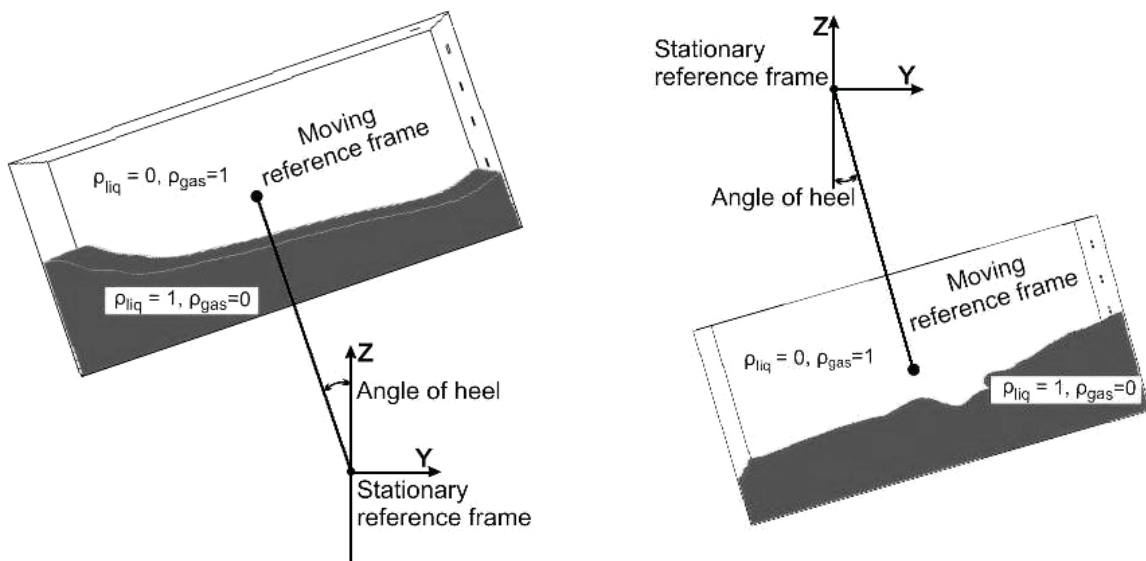 Moving
reference frame
ρliq = 0, ρgas=1
ρliq = 1, ρgas=0
Z
Angle of heel
Y
Stationary
reference frame
Z
Stationary
reference frame
Y
Angle of heel
Moving
reference frame
ρliq = 0, ρgas=1
ρliq = 1, ρgas=0